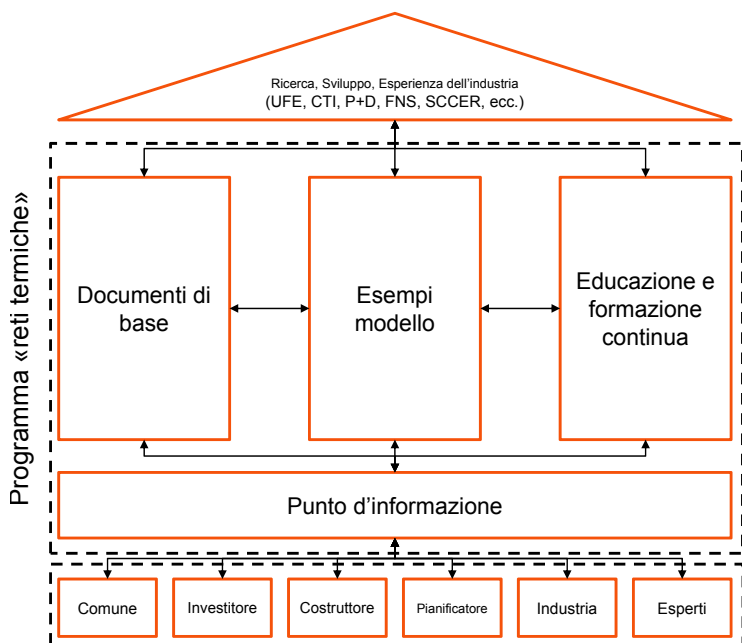 Ricerca, Sviluppo, Esperienza dell'industria
(UFE, CTI, P+D, FNS, SCCER, ecc.)
Programma «reti termiche»
Documenti di
base
Esempi
modello
Educazione e
formazione
continua
Punto d'informazione
Comune
Investitore
Costruttore
Pianificatore
Industria
Esperti